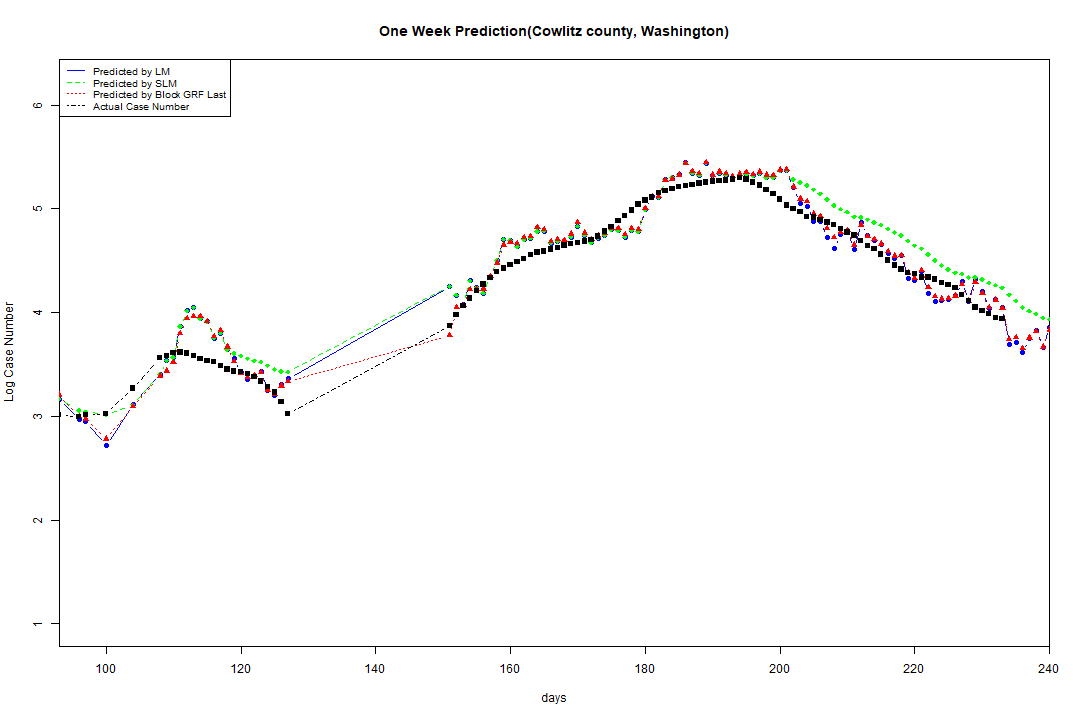 One Week Prediction(Cowlitz county, Washington)
Predicted by LM
Predicted by SLM
Predicted by Block GRF Last
Actual Case Number
Log Case Number
6
5
4
3
2
1
100 120 140 160 180 200 220 240
days